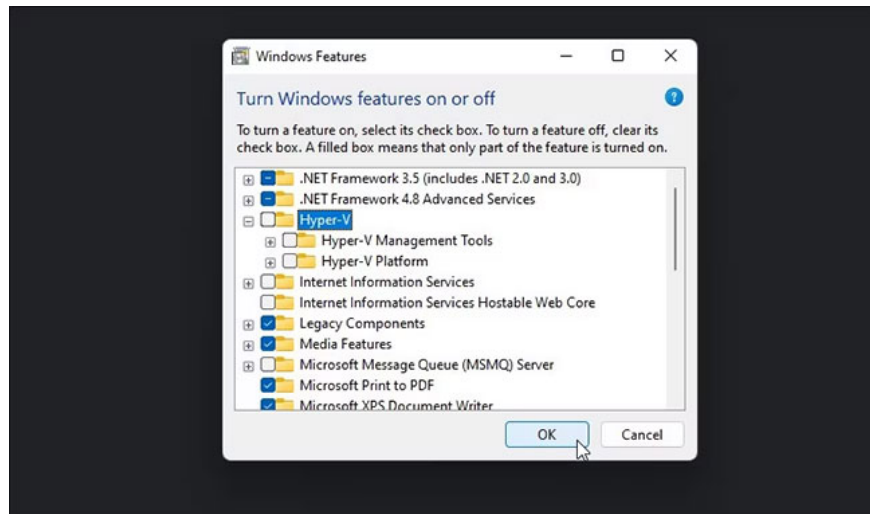 Windows Features
Turn Windows features on or off
?
To turn a feature on, select its check box. To turn a feature off, clear its
check box. A filled box means that only part of the feature is turned on.
.NET Framework 3.5 (includes .NET 2.0 and 3.0)
.NET Framework 4.8 Advanced Services
Hyper-V
Hyper-V Management Tools
Hyper-V Platform
Internet Information Services
Internet Information Services Hostable Web Core
Legacy Components
Media Features
Microsoft Message Queue (MSMQ) Server
Microsoft Print to PDF
Microsoft XPS Document Writer
OK Cancel